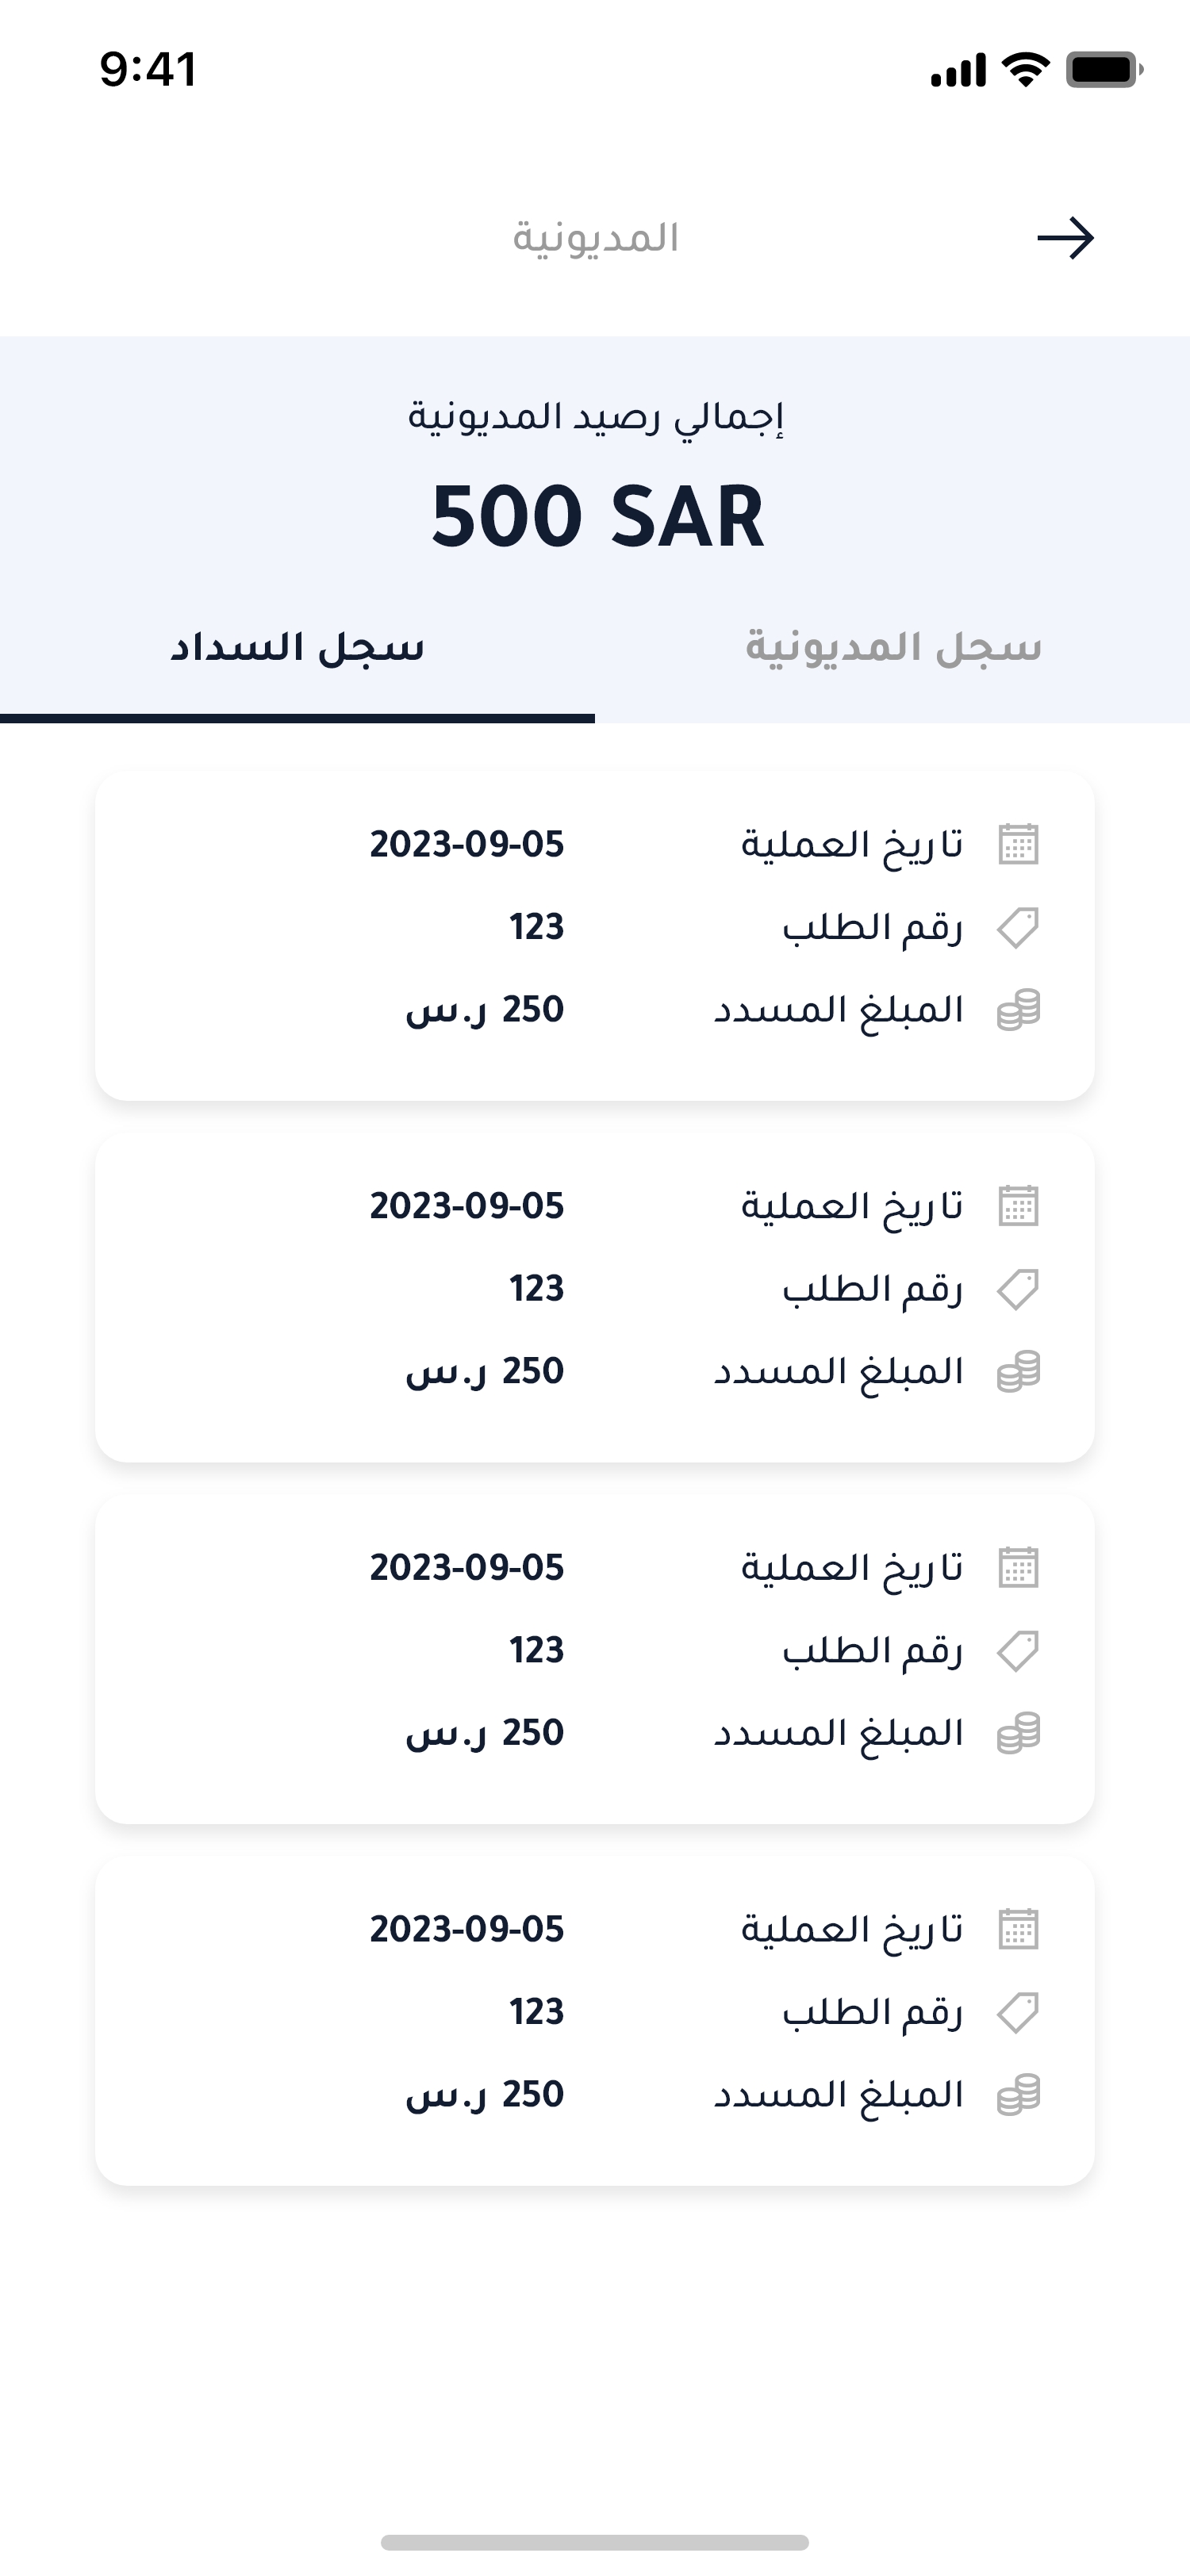 9:41
المديونية
إجمالي رصيد المديونية
500 SAR
سجل المديونية
سجل السداد
تاريخ العملية 2023-09-05
رقم الطلب 123
المبلغ المسدد 250 ر.س
تاريخ العملية 2023-09-05
رقم الطلب 123
المبلغ المسدد 250 ر.س
تاريخ العملية 2023-09-05
رقم الطلب 123
المبلغ المسدد 250 ر.س
تاريخ العملية 2023-09-05
رقم الطلب 123
المبلغ المسدد 250 ر.س